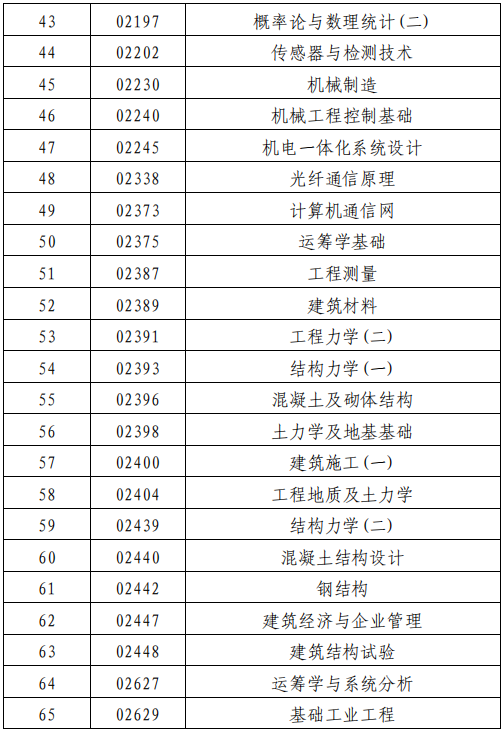 43 02197 概率论与数理统计(二)
44 02202 传感器与检测技术
45 02230 机械制造
46 02240 机械工程控制基础
47 02245 机电一体化系统设计
48 02338 光纤通信原理
49 02373 计算机通信网
50 02375 运筹学基础
51 02387 工程测量
52 02389 建筑材料
53 02391 工程力学(二)
54 02393 结构力学(一)
55 02396 混凝土及砌体结构
56 02398 土力学及地基基础
57 02400 建筑施工(一)
58 02404 工程地质及土力学
59 02439 结构力学(二)
60 02440 混凝土结构设计
61 02442 钢结构
62 02447 建筑经济与企业管理
63 02448 建筑结构试验
64 02627 运筹学与系统分析
65 02629 基础工业工程